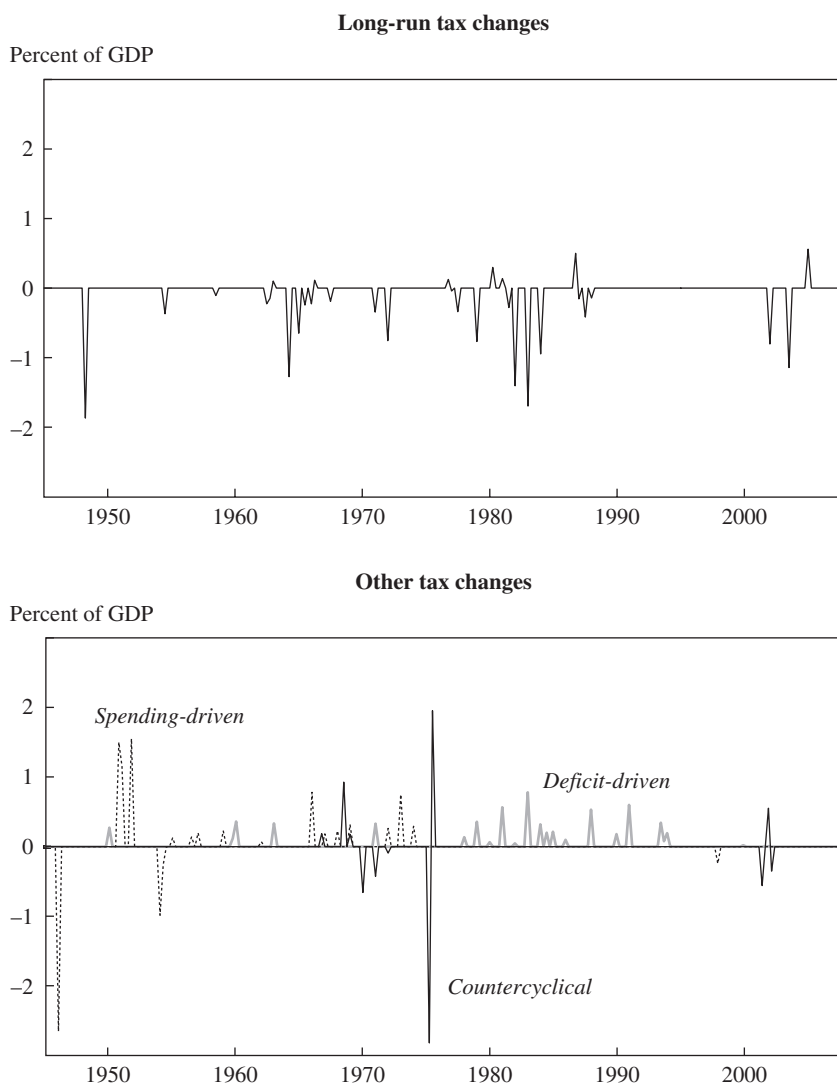 Long-run tax changes
Percent of GDP
2
1
0
–1
–2
1950 1960 1970 1980 1990 2000
Other tax changes
Percent of GDP
2
Spending-driven
1
Deficit-driven
0
–1
–2
Countercyclical
1950 1960 1970 1980 1990 2000